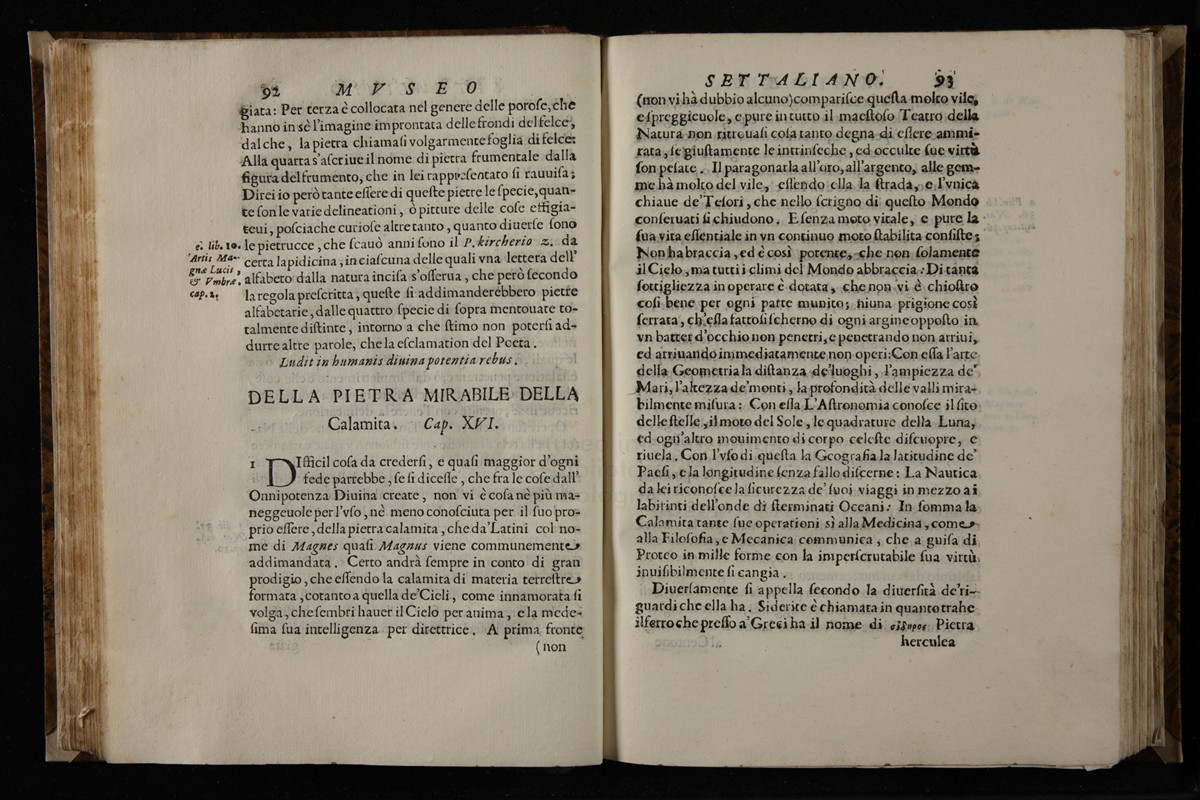 92 MVSEO
giata: Per terza è collocata nel genere delle poroſe, che
hanno in sè l'imagine improntata delle frondi del felce,
dal che, la pietra chiamaſi volgarmente foglia di felce:
Alla quarta s'aſcriue il nome di pietra frumentale dalla
figura del frumento, che in lei rappreſentato ſi rauuiſa;
Direi io però tante eſſere di queſte pietre le ſpecie, quan-
te ſon le varie delineationi, ò pitture delle coſe effigia-
teui, poſciache curioſe altre tanto, quanto diuerſe ſono
le pietrucce, che ſcauò anni ſono il P. kircherio z. da
certa lapidicina, in ciaſcuna delle quali vna lettera dell'
alfabeto dalla natura inciſa s'oſſerua, che però ſecondo
la regola preſcritta, queſte ſi addimanderebbero pietre
alfabetarie, dalle quattro ſpecie di ſopra mentouate to-
talmente diſtinte, intorno a che ſtimo non poterſi ad-
durre altre parole, che la eſclamation del Poeta.
Ludit in humanis diuina potentia rebus.
lib. 10.
Artis Ma-
gnæ Lucis,
& Vmbræ.
cap. 1.
DELLA PIETRA MIRABILE DELLA
Calamita. Cap. XVI.
1 DIfficil coſa da crederſi, e quaſi maggior d'ogni
fede parrebbe, ſe ſi diceſſe, che fra le coſe dall'
Onnipotenza Diuina create, non vi è coſa nè più ma-
neggeuole per l'vſo, nè meno conoſciuta per il ſuo pro-
prio eſſere, della pietra calamita, che da'Latini col no-
me di Magnes quaſi Magnus viene communemente
addimandata. Certo andrà ſempre in conto di gran
prodigio, che eſſendo la calamita di materia terreſtre
formata, cotanto a quella de'Cieli, come innamorata ſi
volga, che ſembri hauer il Cielo per anima, e la mede-
ſima ſua intelligenza per direttrice. A prima fronte
(non
SETTALIANO. 93
(non vi hà dubbio alcuno) compariſce queſta molto vile,
e ſpreggieuole, e pure in tutto il maeſtoſo Teatro della
Natura non ritrouaſi coſa tanto degna di eſſere ammi-
rata, ſe giuſtamente le intrinſeche, ed occulte ſue virtù
ſon peſate. Il paragonarla all'oro, all'argento, alle gem-
me hà molto del vile, eſſendo ella la ſtrada, e l'vnica
chiaue de'Teſori, che nello ſcrigno di queſto Mondo
conſeruati ſi chiudono. E ſenza moto vitale, e pure la
ſua vita eſſentiale in vn continuo moto ſtabilita conſiſte;
Non ha braccia, ed è così potente, che non ſolamente
il Cielo, ma tutti i climi del Mondo abbraccia: Di tanta
ſottigliezza in operare è dotata, che non vi è chioſtro
coſi bene per ogni parte munito; niuna prigione così
ferrata, ch'eſſa fattoſi ſcherno di ogni argine oppoſto in
vn batter d'occhio non penetri, e penetrando non arriui,
ed arriuando immediatamente non operi: Con eſſa l'arte
della Geometria la diſtanza de'luoghi, l'ampiezza de'
Mari, l'altezza de'monti, la profondità delle valli mira-
bilmente miſura: Con eſſa L'Aſtronomia conoſce il ſito
delle ſtelle, il moto del Sole, le quadrature della Luna,
ed ogn'altro mouimento di corpo celeſte diſcuopre, e
riuela. Con l'vſo di queſta la Geografia la latitudine de'
Paeſi, e la longitudine ſenza fallo diſcerne: La Nautica
da lei riconoſce la ſicurezza de'ſuoi viaggi in mezzo a i
labirinti dell'onde di ſterminati Oceani: In ſomma la
Calamita tante ſue operationi sì alla Medicina, come
alla Filoſofia, e Mecanica communica, che a guiſa di
Proteo in mille forme con la imperſcrutabile ſua virtù
inuiſibilmente ſi cangia.
Diuerſamente ſi appella ſecondo la diuerſità de'ri-
guardi che ella ha. Siderite è chiamata in quanto trahe
il ferro che preſſo a'Greci ha il nome di σίδηρος Pietra
herculea